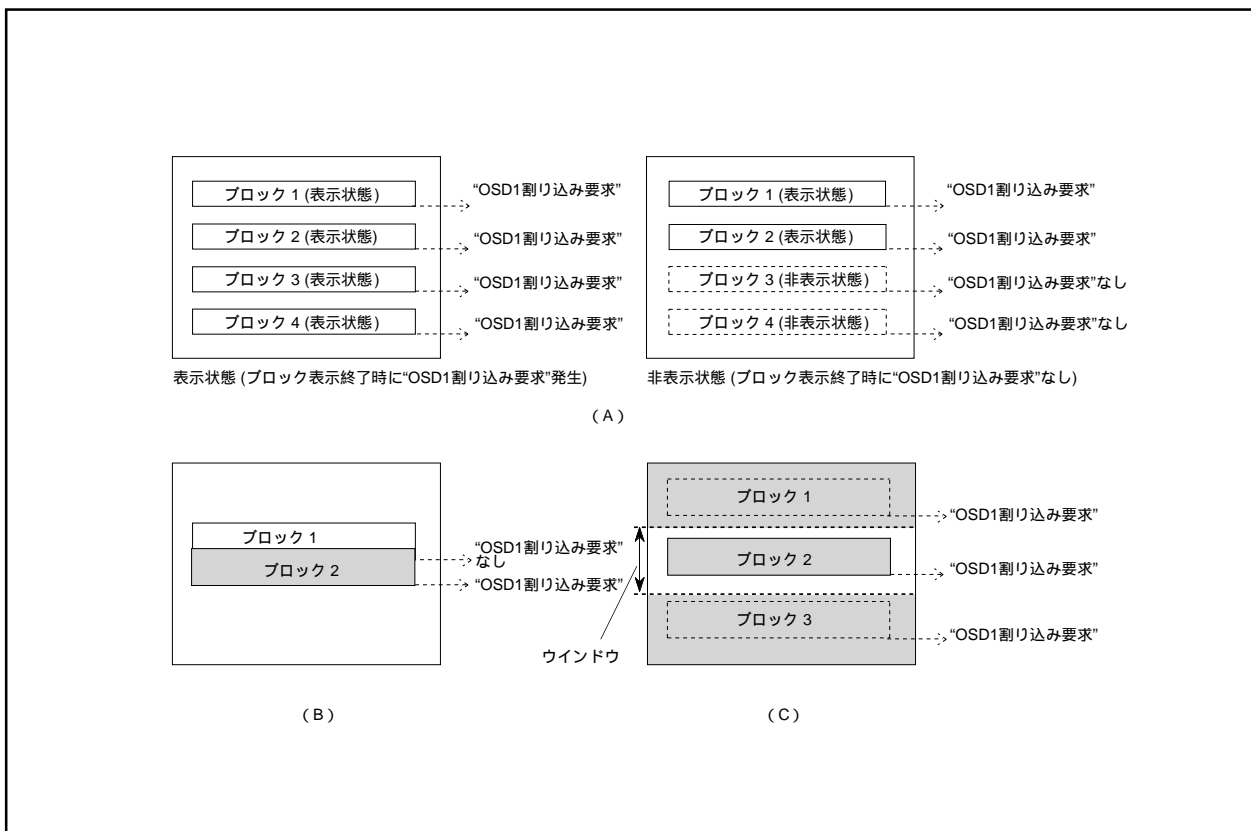 ブロック 1 (表示状態)
“OSD1割り込み要求”
ブロック 2 (表示状態)
“OSD1割り込み要求”
ブロック 3 (表示状態)
“OSD1割り込み要求”
ブロック 4 (表示状態)
“OSD1割り込み要求”
表示状態 (ブロック表示終了時に“OSD1割り込み要求”発生)
ブロック 1 (表示状態)
“OSD1割り込み要求”
ブロック 2 (表示状態)
“OSD1割り込み要求”
ブロック 3 (非表示状態)
“OSD1割り込み要求”なし
ブロック 4 (非表示状態)
“OSD1割り込み要求”なし
非表示状態 (ブロック表示終了時に“OSD1割り込み要求”なし)
（A）
ブロック 1
“OSD1割り込み要求”
なし
ブロック 2
“OSD1割り込み要求”
（B）
ブロック 1
“OSD1割り込み要求”
ブロック 2
“OSD1割り込み要求”
ブロック 3
“OSD1割り込み要求”
ウインドウ
（C）